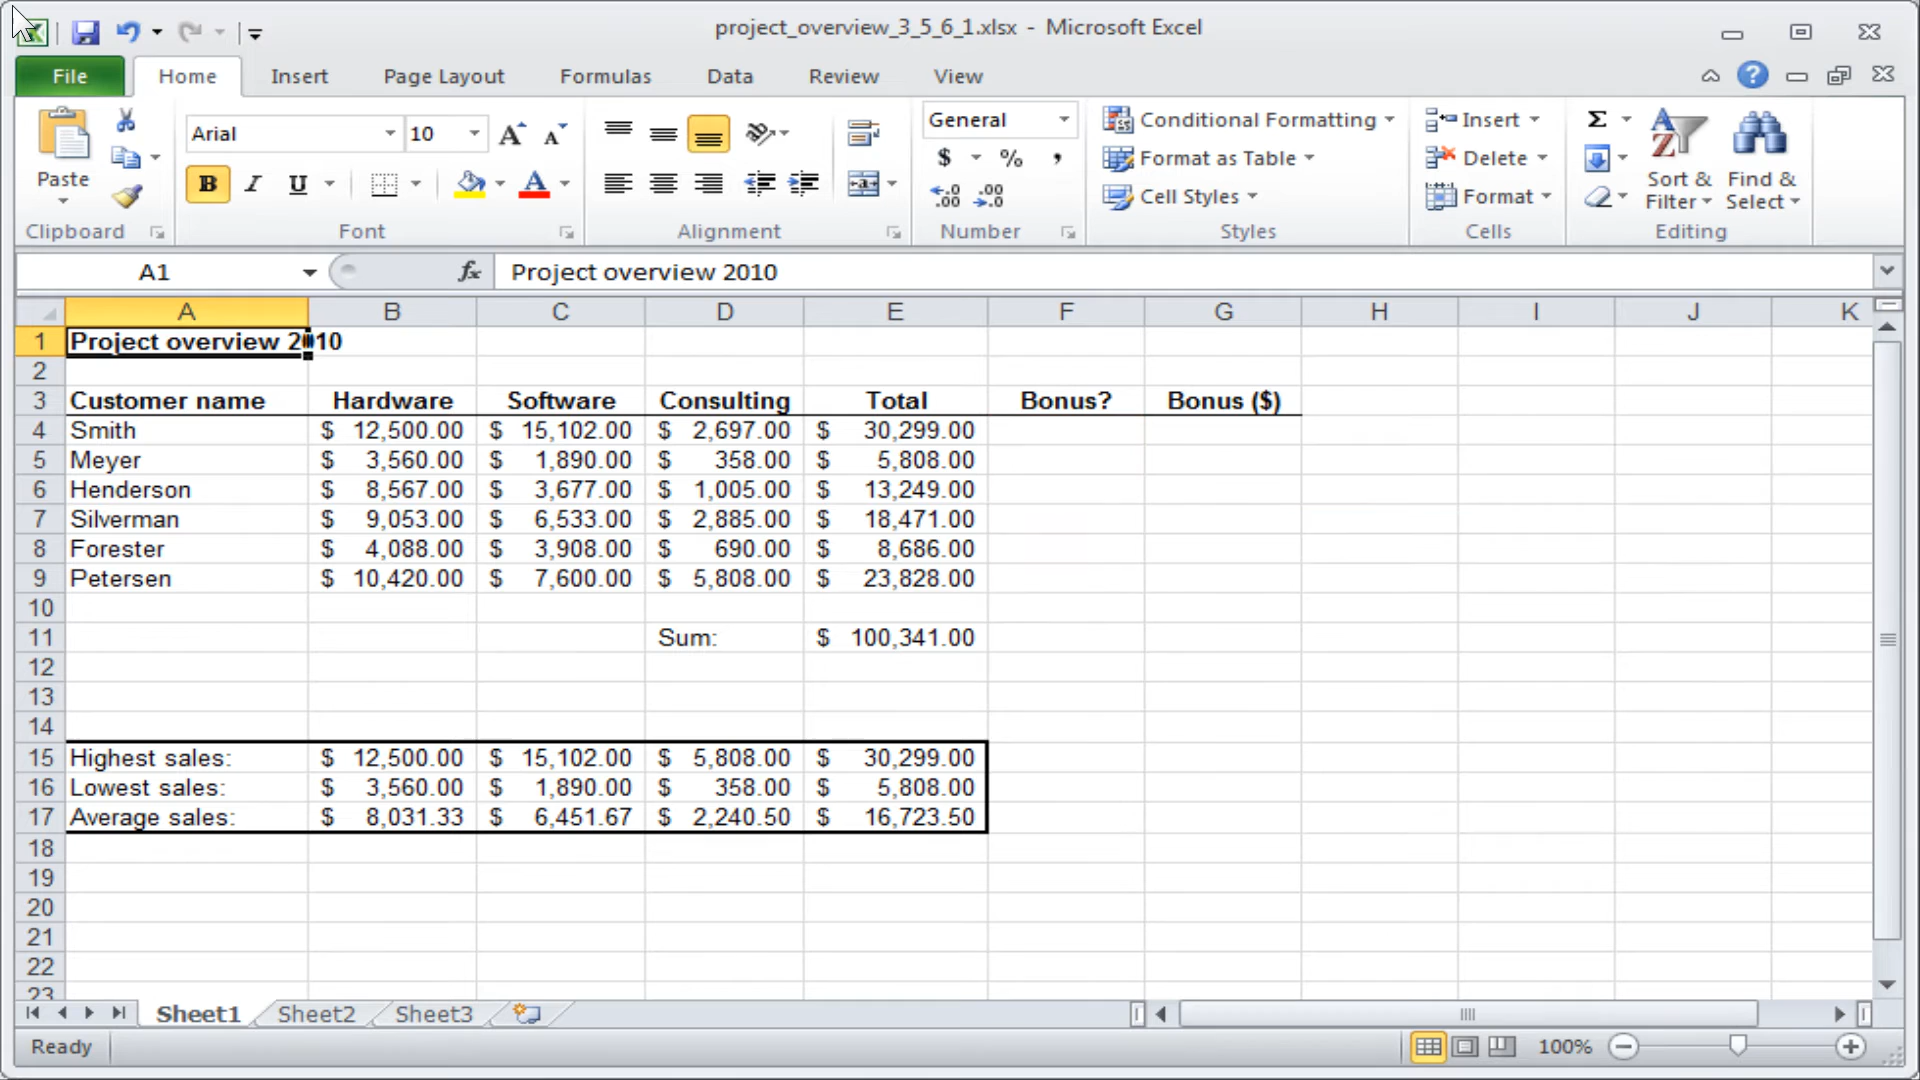 project_overview_3_5_6_1.xlsx - Microsoft Excel
File Home Insert Page Layout Formulas Data Review View
Arial 10 General Conditional Formatting Insert Σ
$ % , Format as Table Delete
Paste B I U Cell Styles Format Sort & Filter Find & Select
Clipboard Font Alignment Number Styles Cells Editing
A1 fx Project overview 2010
A B C D E F G H I J K
1 Project overview 2010
2
3 Customer name Hardware Software Consulting Total Bonus? Bonus ($)
4 Smith $ 12,500.00 $ 15,102.00 $ 2,697.00 $ 30,299.00
5 Meyer $ 3,560.00 $ 1,890.00 $ 358.00 $ 5,808.00
6 Henderson $ 8,567.00 $ 3,677.00 $ 1,005.00 $ 13,249.00
7 Silverman $ 9,053.00 $ 6,533.00 $ 2,885.00 $ 18,471.00
8 Forester $ 4,088.00 $ 3,908.00 $ 690.00 $ 8,686.00
9 Petersen $ 10,420.00 $ 7,600.00 $ 5,808.00 $ 23,828.00
10
11 Sum: $ 100,341.00
12
13
14
15 Highest sales: $ 12,500.00 $ 15,102.00 $ 5,808.00 $ 30,299.00
16 Lowest sales: $ 3,560.00 $ 1,890.00 $ 358.00 $ 5,808.00
17 Average sales: $ 8,031.33 $ 6,451.67 $ 2,240.50 $ 16,723.50
18
19
20
21
22
23
Sheet1 Sheet2 Sheet3
Ready 100%